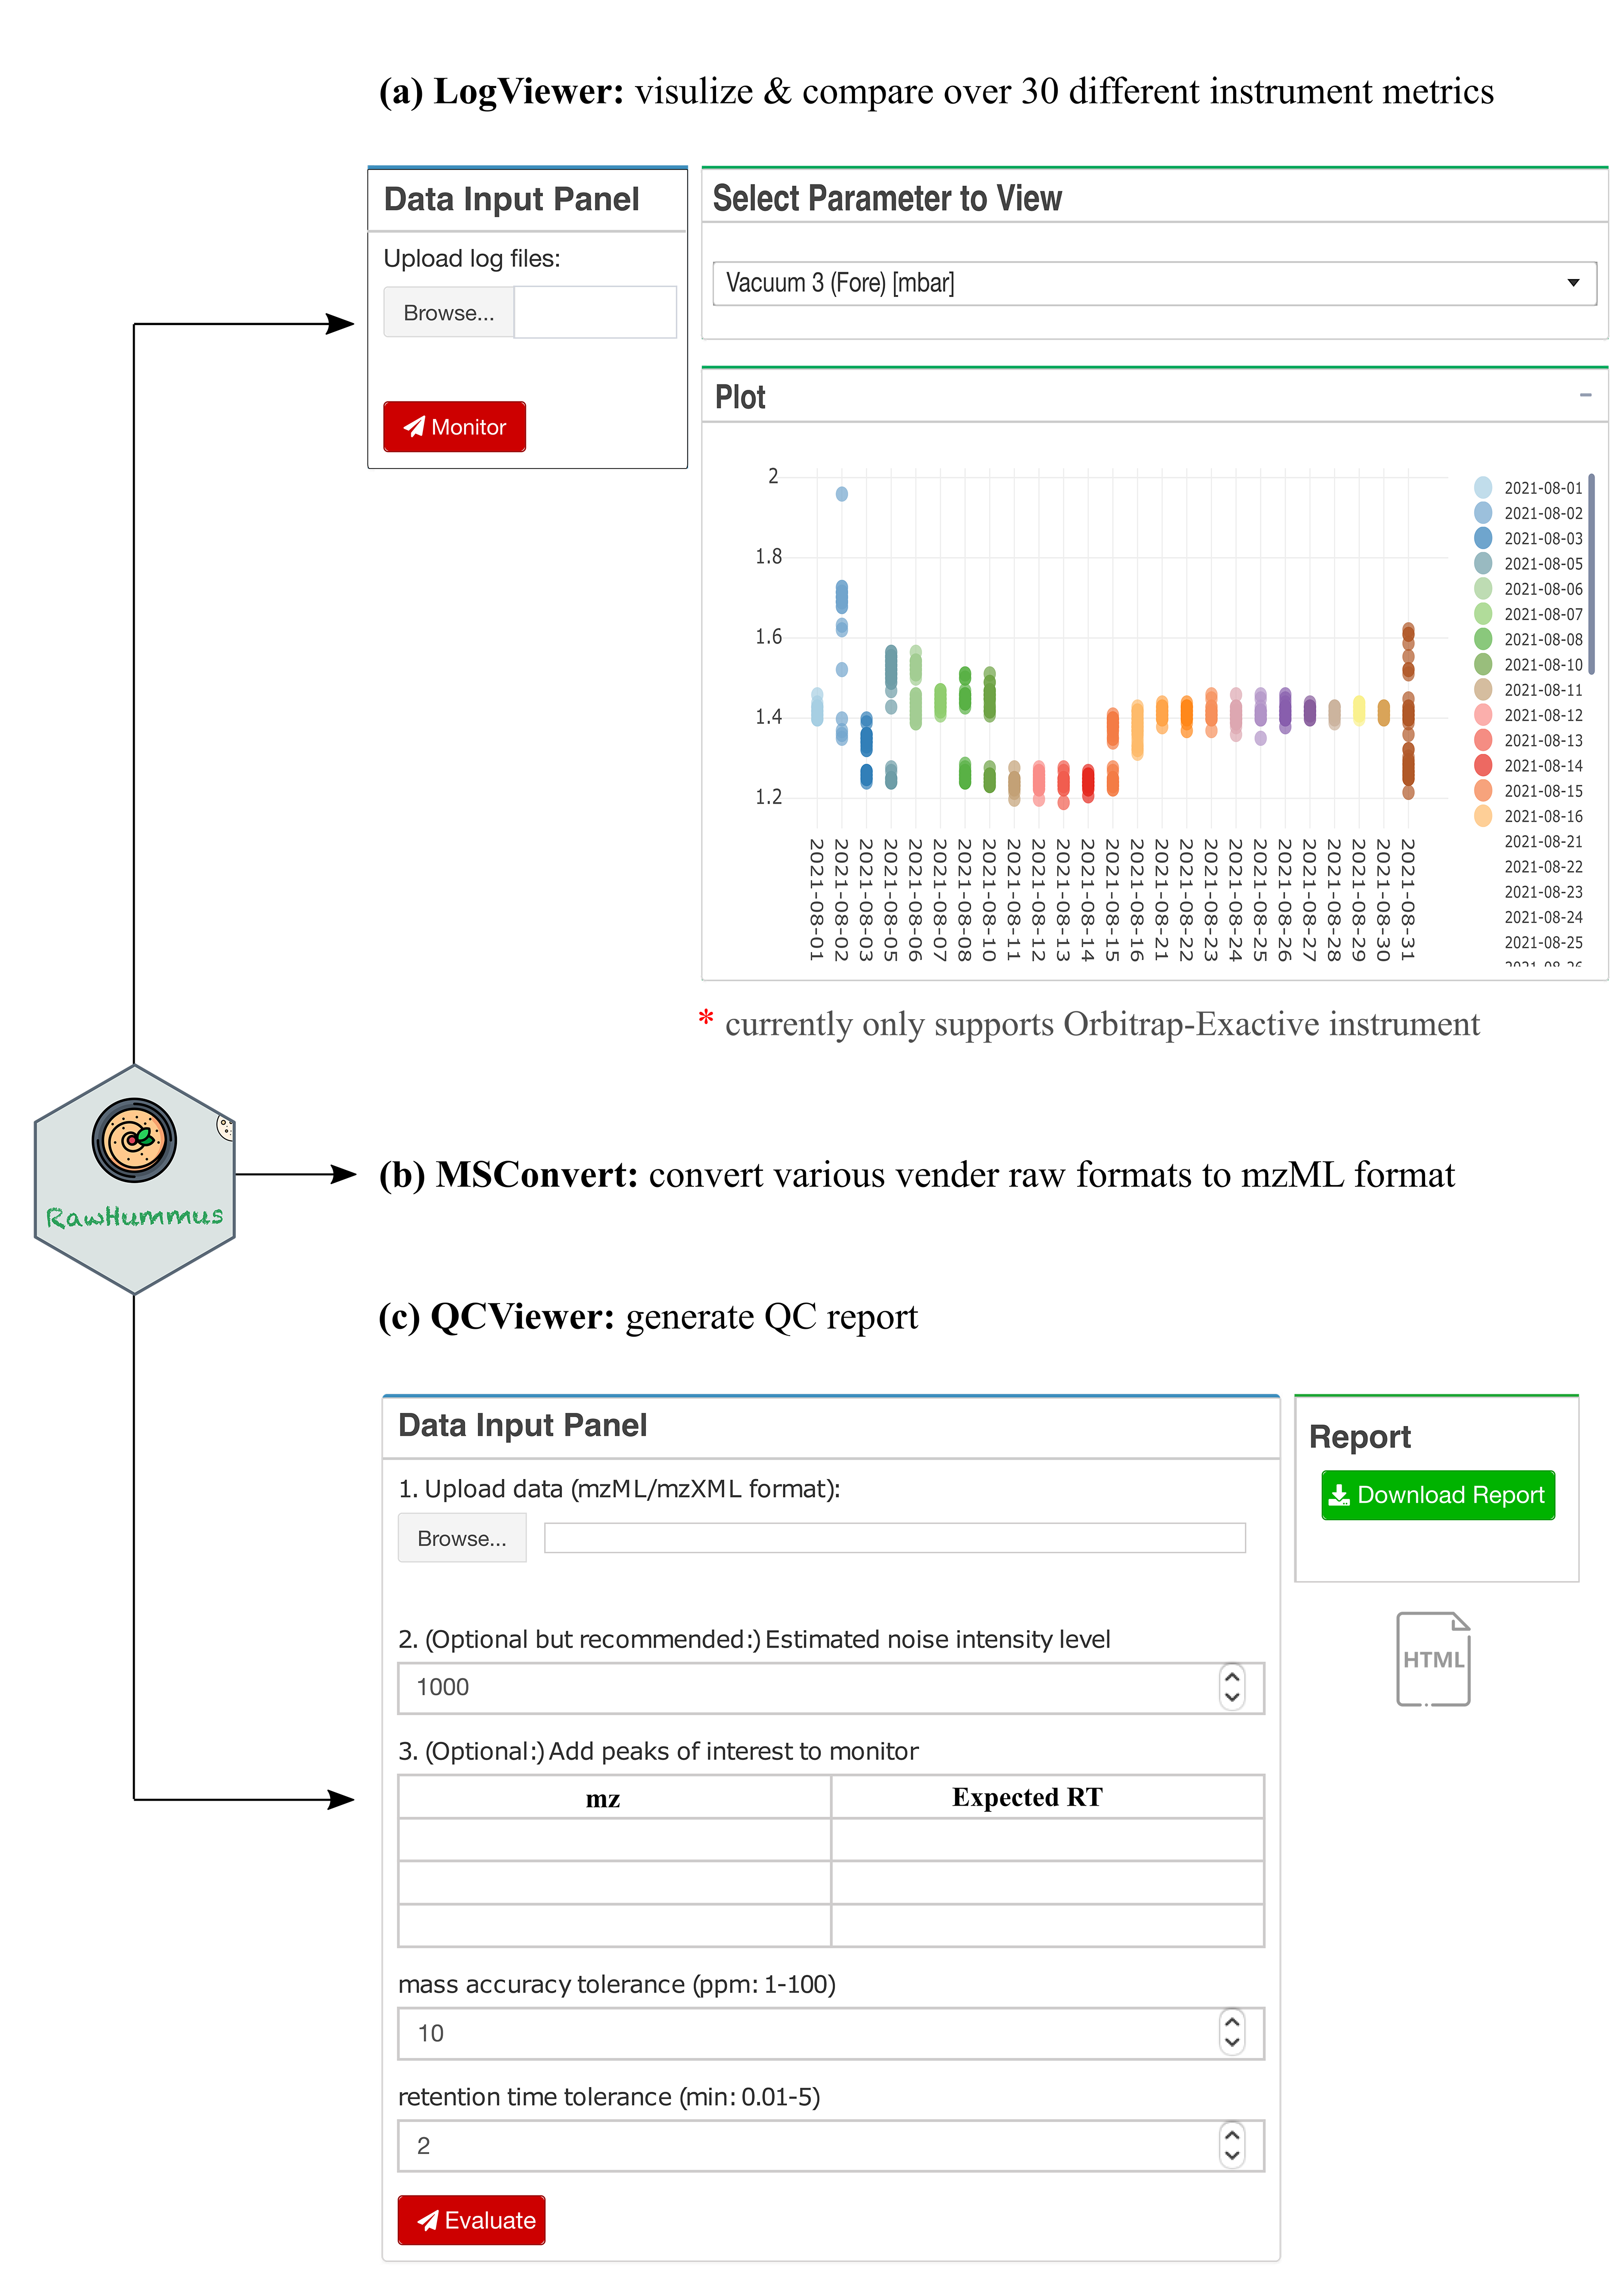 (a) LogViewer: visulize & compare over 30 different instrument metrics
Data Input Panel
Upload log files:
Browse...
Monitor
Select Parameter to View
Vacuum 3 (Fore) [mbar]
Plot
2
1.8
1.6
1.4
1.2
2021-08-01
2021-08-02
2021-08-03
2021-08-05
2021-08-06
2021-08-07
2021-08-08
2021-08-10
2021-08-11
2021-08-12
2021-08-13
2021-08-14
2021-08-15
2021-08-16
2021-08-21
2021-08-22
2021-08-23
2021-08-24
2021-08-25
2021-08-26
2021-08-27
2021-08-28
2021-08-29
2021-08-30
2021-08-31
2021-08-01
2021-08-02
2021-08-03
2021-08-05
2021-08-06
2021-08-07
2021-08-08
2021-08-10
2021-08-11
2021-08-12
2021-08-13
2021-08-14
2021-08-15
2021-08-16
2021-08-21
2021-08-22
2021-08-23
2021-08-24
2021-08-25
2021-08-26
* currently only supports Orbitrap-Exactive instrument
RawHummus
(b) MSConvert: convert various vender raw formats to mzML format
(c) QCViewer: generate QC report
Data Input Panel
1. Upload data (mzML/mzXML format):
Browse...
2. (Optional but recommended:) Estimated noise intensity level
1000
3. (Optional:) Add peaks of interest to monitor
mz Expected RT
mass accuracy tolerance (ppm: 1-100)
10
retention time tolerance (min: 0.01-5)
2
Evaluate
Report
Download Report
HTML